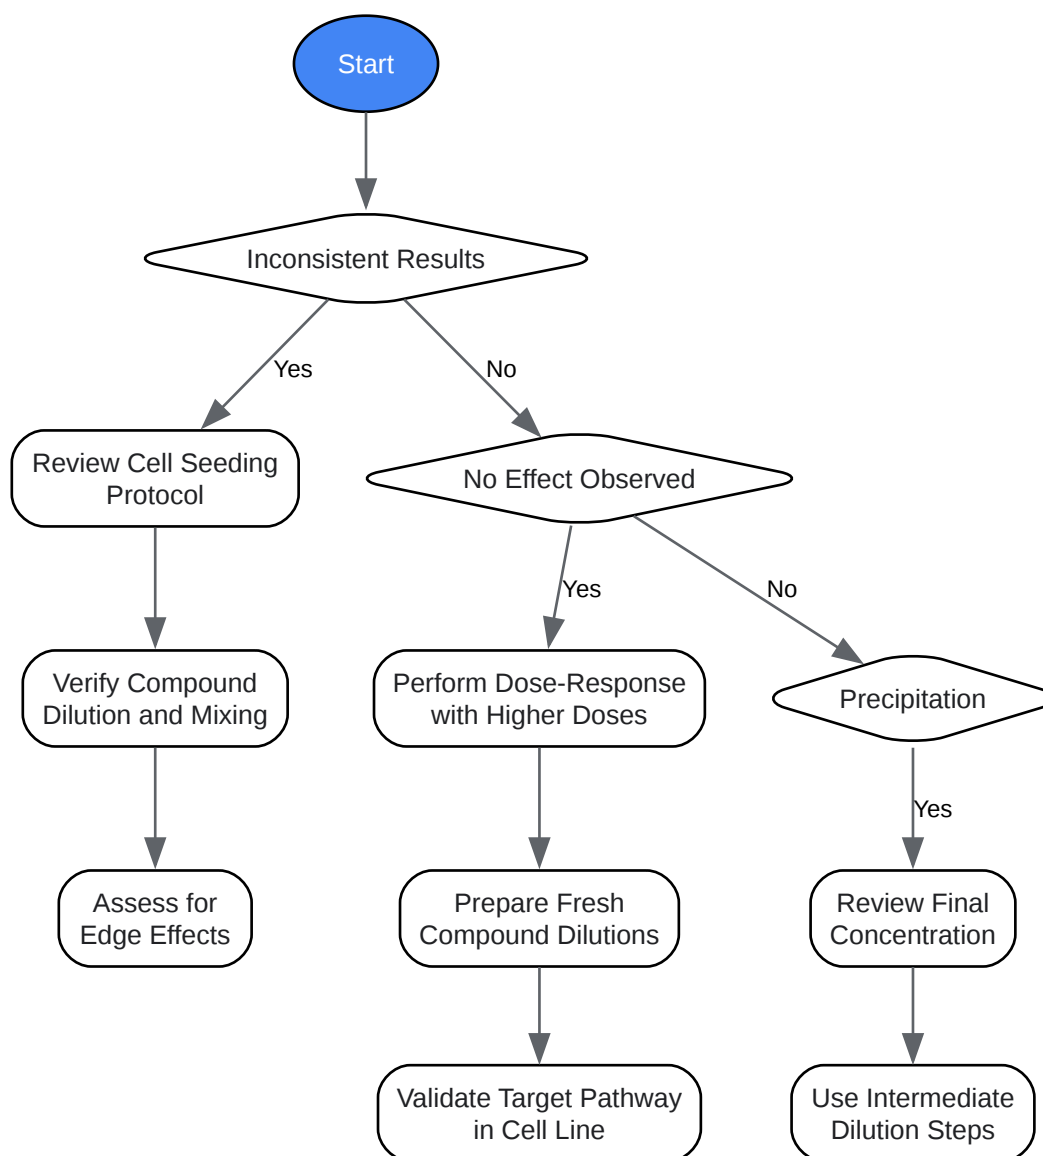 Start
Inconsistent Results
Yes
No
Review Cell Seeding
Protocol
No Effect Observed
Yes
No
Verify Compound
Dilution and Mixing
Perform Dose-Response
with Higher Doses
Precipitation
Yes
Assess for
Edge Effects
Prepare Fresh
Compound Dilutions
Review Final
Concentration
Validate Target Pathway
in Cell Line
Use Intermediate
Dilution Steps